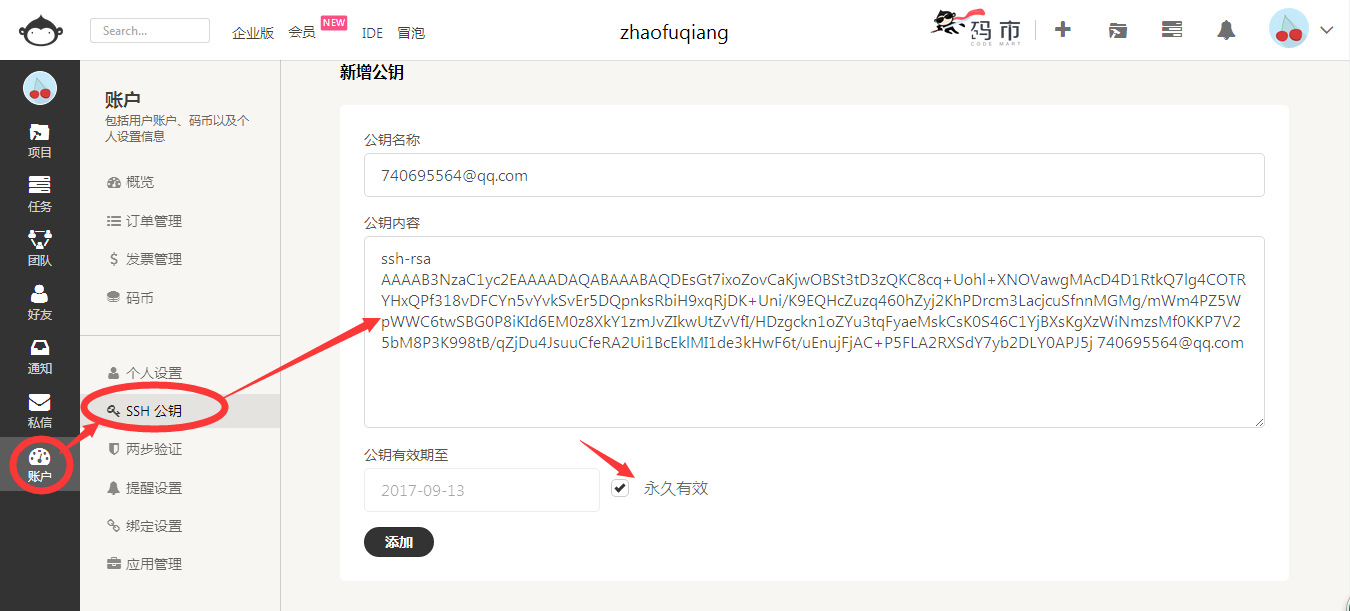 Search...
企业版
会员
NEW
IDE
冒泡
zhaofuqiang
码市
CODE MART
项目
任务
团队
好友
通知
私信
账户
账户
包括用户账户、码币以及个
人设置信息
概览
订单管理
发票管理
码币
个人设置
SSH 公钥
两步验证
提醒设置
绑定设置
应用管理
新增公钥
公钥名称
740695564@qq.com
公钥内容
ssh-rsa
AAAAB3NzaC1yc2EAAAADAQABAAABAQDEsGt7ixoZovCaKjwOBSt3tD3zQKC8cq+Uohl+XNOVawgMAcD4D1RtkQ7lg4COTR
YHxQPf318vDFCYn5vYvkSvEr5DQpnksRbiH9xqRjDK+Uni/K9EQHcZuzq460hZyj2KhPDrcm3LacjcuSfnnMGMg/mWm4PZ5W
pWWC6twSBG0P8iKId6EM0z8XkY1zmJvZIkwUtZvVfI/HDzgckn1oZYu3tqFyaeMskCsK0S46C1YjBXsKgXzWiNmzsMf0KKP7V2
5bM8P3K998tB/qZjDu4JsuuCfeRA2Ui1BcEklMI1de3kHwF6t/uEnujFjAC+P5FLA2RXSdY7yb2DLY0APJ5j 740695564@qq.com
公钥有效期至
2017-09-13
永久有效
添加